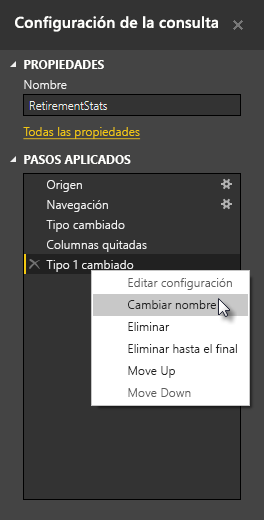 Configuración de la consulta
PROPIEDADES
Nombre
RetirementStats
Todas las propiedades
PASOS APLICADOS
Origen
Navegación
Tipo cambiado
Columnas quitadas
Tipo 1 cambiado
Editar configuración
Cambiar nombre
Eliminar
Eliminar hasta el final
Move Up
Move Down